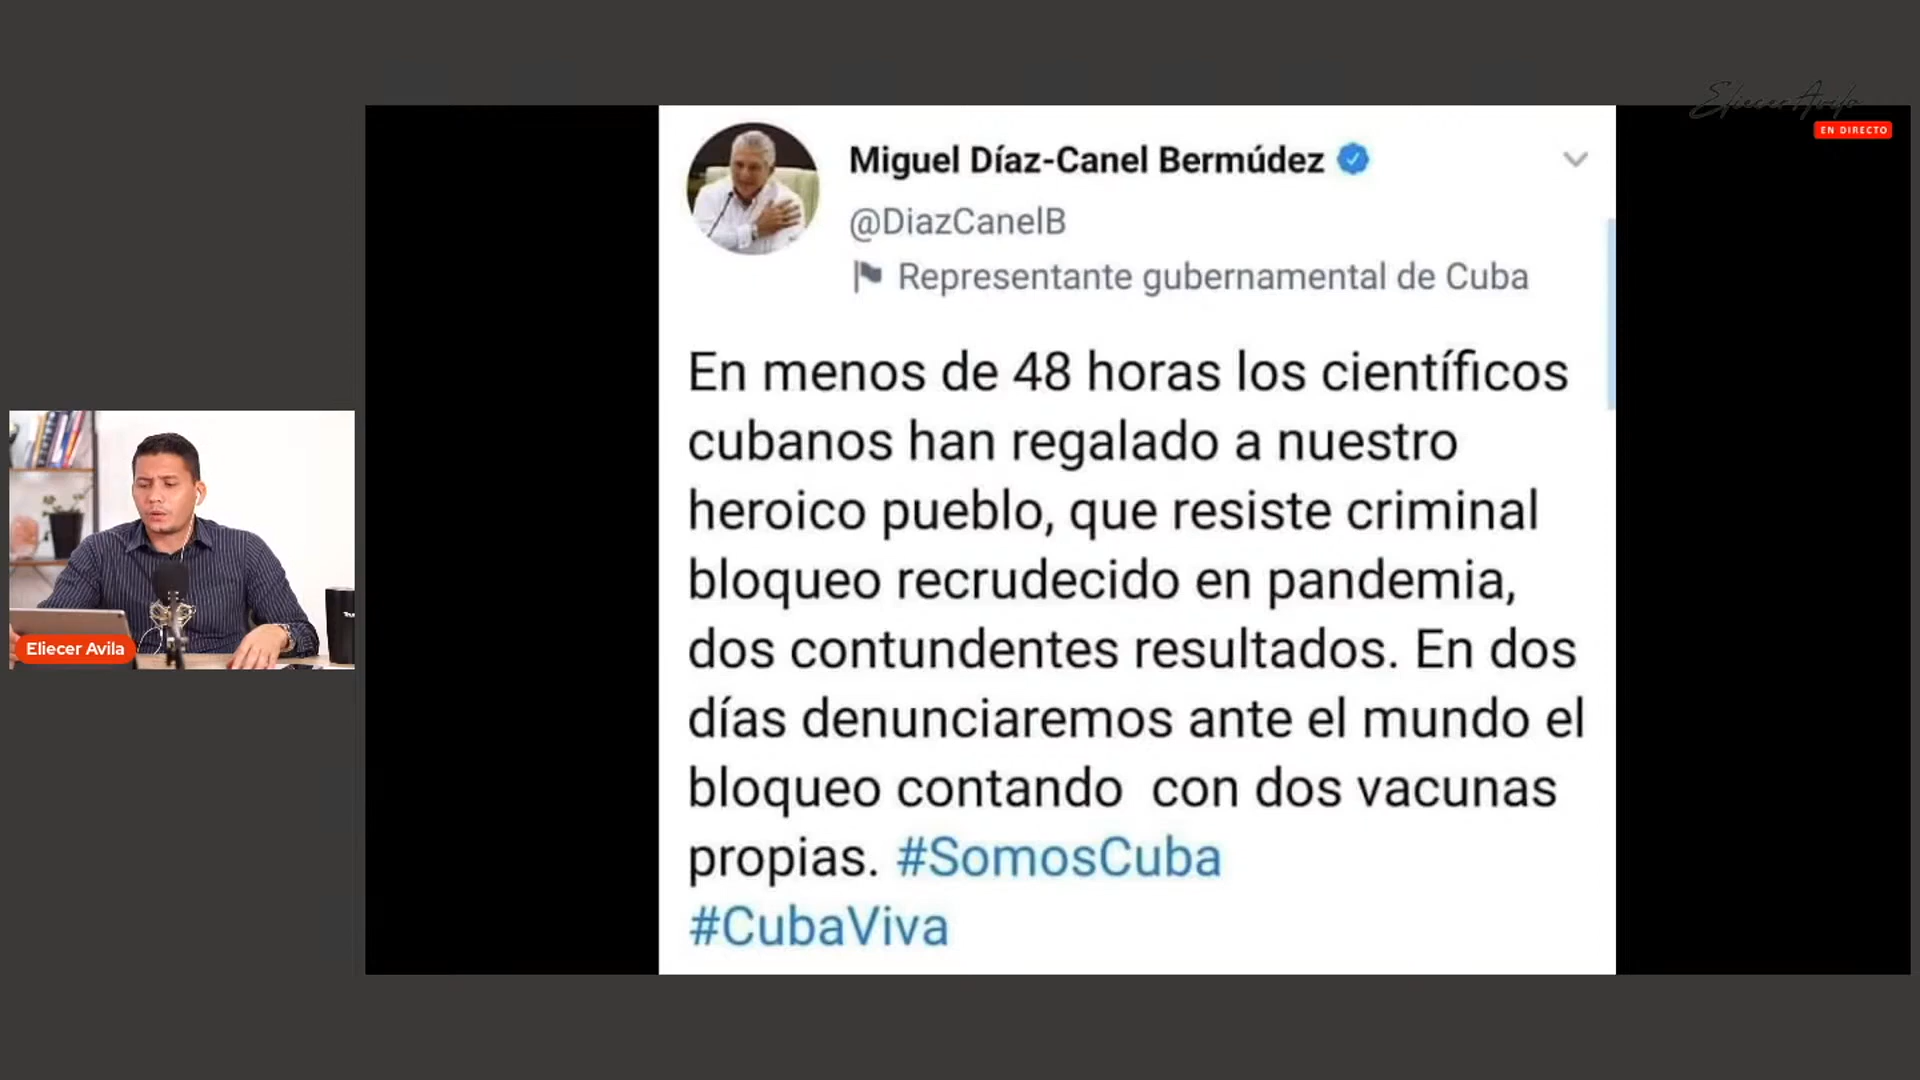 Eliecer Avila
EN DIRECTO
Miguel Díaz-Canel Bermúdez
@DiazCanelB
Representante gubernamental de Cuba
En menos de 48 horas los científicos
cubanos han regalado a nuestro
heroico pueblo, que resiste criminal
bloqueo recrudecido en pandemia,
dos contundentes resultados. En dos
días denunciaremos ante el mundo el
bloqueo contando  con dos vacunas
propias. #SomosCuba
#CubaViva
Eliecer Avila